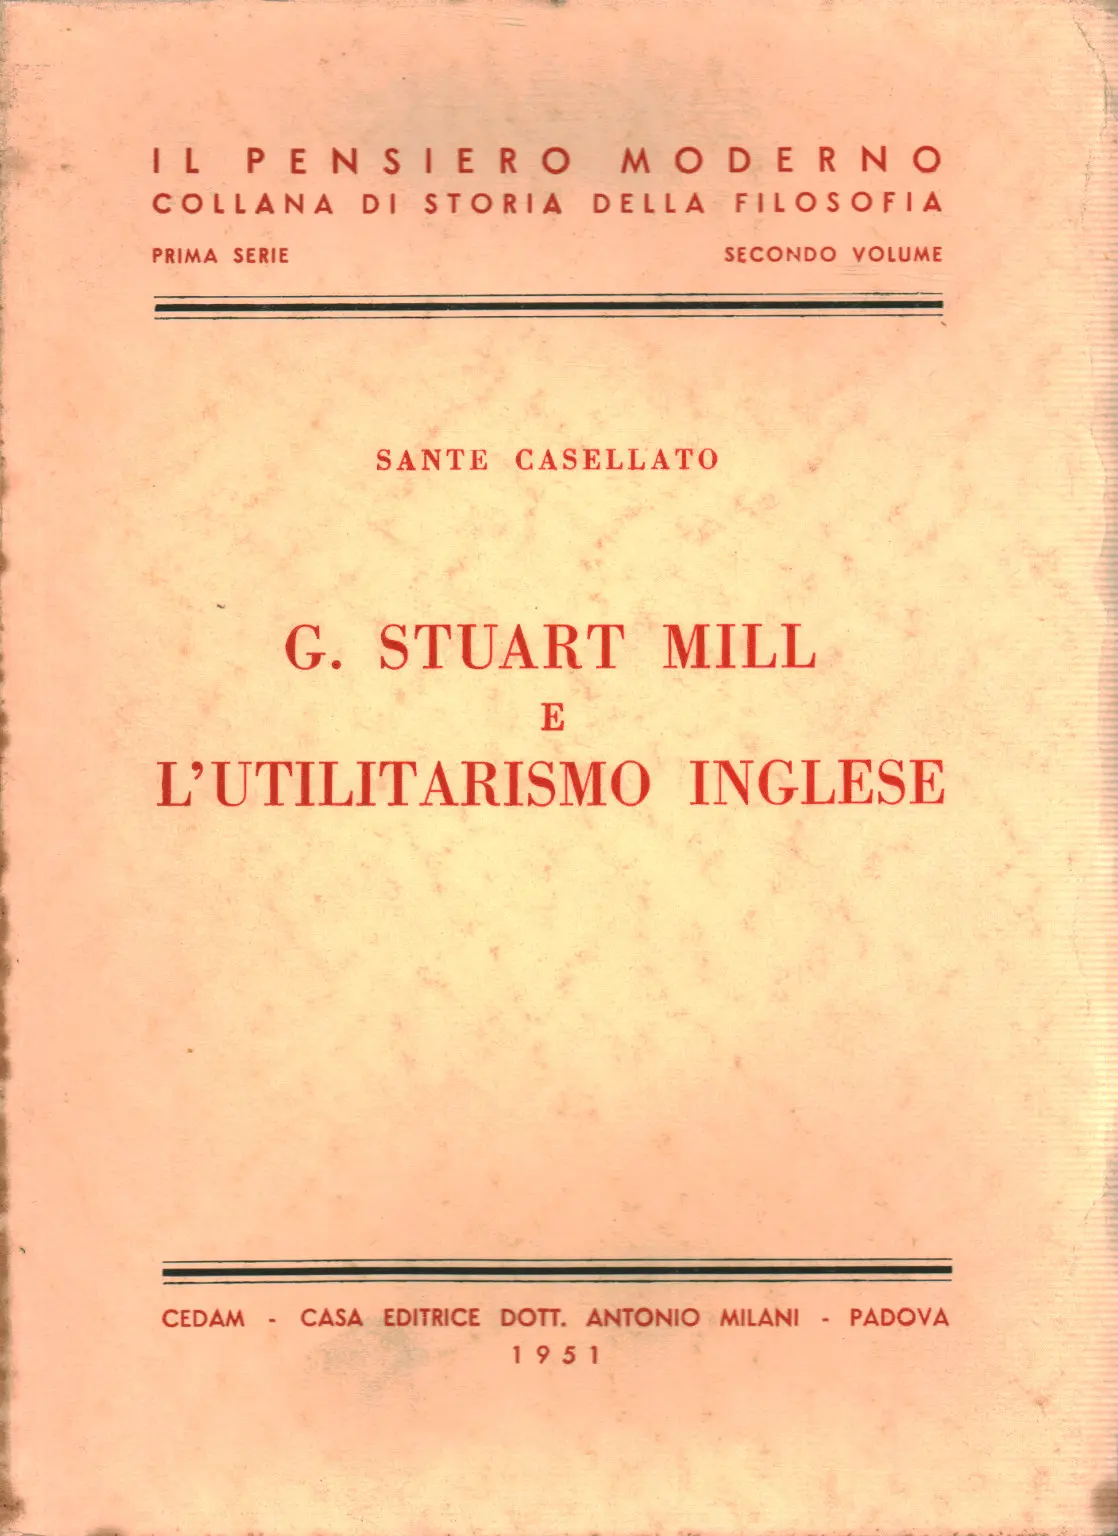 IL PENSIERO MODERNO
COLLANA DI STORIA DELLA FILOSOFIA
PRIMA SERIE SECONDO VOLUME
SANTE CASELLATO
G. STUART MILL
E
L'UTILITARISMO INGLESE
CEDAM - CASA EDITRICE DOTT. ANTONIO MILANI - PADOVA
1951